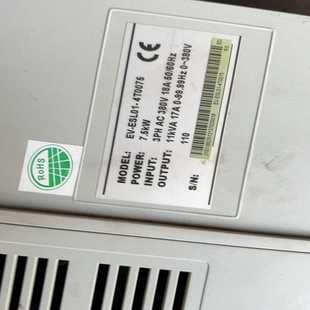 CE
MODEL: EV-ESL01-4T0075
POWER: 7.5kW
INPUT: 3PH AC 380V 18A 50/60Hz
OUTPUT: 11kVA 17A 0-99.99Hz 0~380V
110
S/N:
RoHS